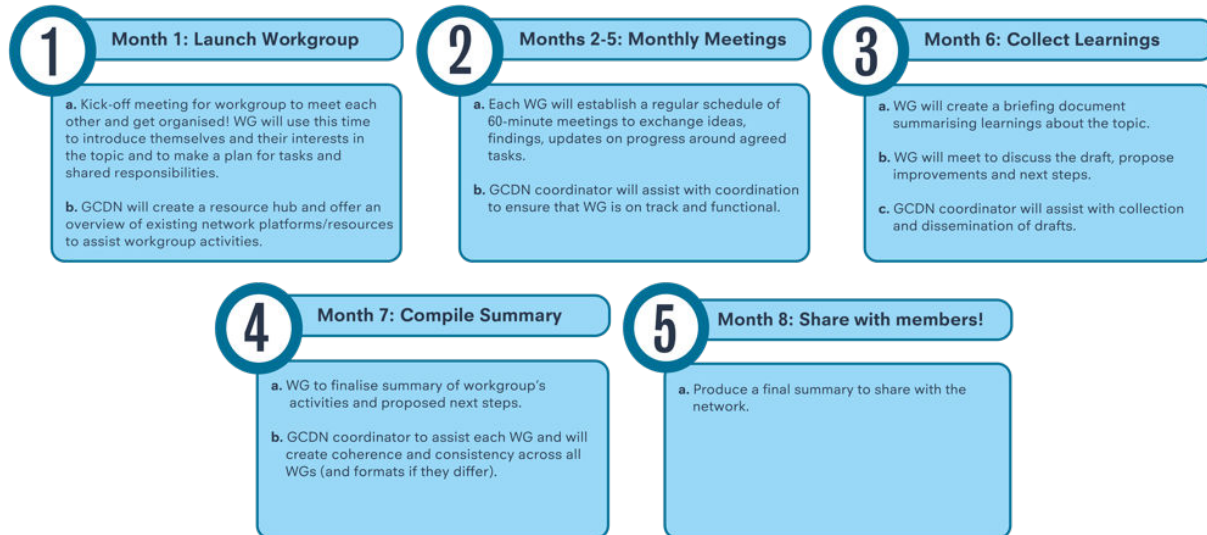 1
Month 1: Launch Workgroup
a. Kick-off meeting for workgroup to meet each
other and get organised! WG will use this time
to introduce themselves and their interests in
the topic and to make a plan for tasks and
shared responsibilities.
b. GCDN will create a resource hub and offer an
overview of existing network platforms/resources
to assist workgroup activities.
2
Months 2-5: Monthly Meetings
a. Each WG will establish a regular schedule of
60-minute meetings to exchange ideas,
findings, updates on progress around agreed
tasks.
b. GCDN coordinator will assist with coordination
to ensure that WG is on track and functional.
3
Month 6: Collect Learnings
a. WG will create a briefing document
summarising learnings about the topic.
b. WG will meet to discuss the draft, propose
improvements and next steps.
c. GCDN coordinator will assist with collection
and dissemination of drafts.
4
Month 7: Compile Summary
a. WG to finalise summary of workgroup's
activities and proposed next steps.
b. GCDN coordinator to assist each WG and will
create coherence and consistency across all
WGs (and formats if they differ).
5
Month 8: Share with members!
a. Produce a final summary to share with the
network.